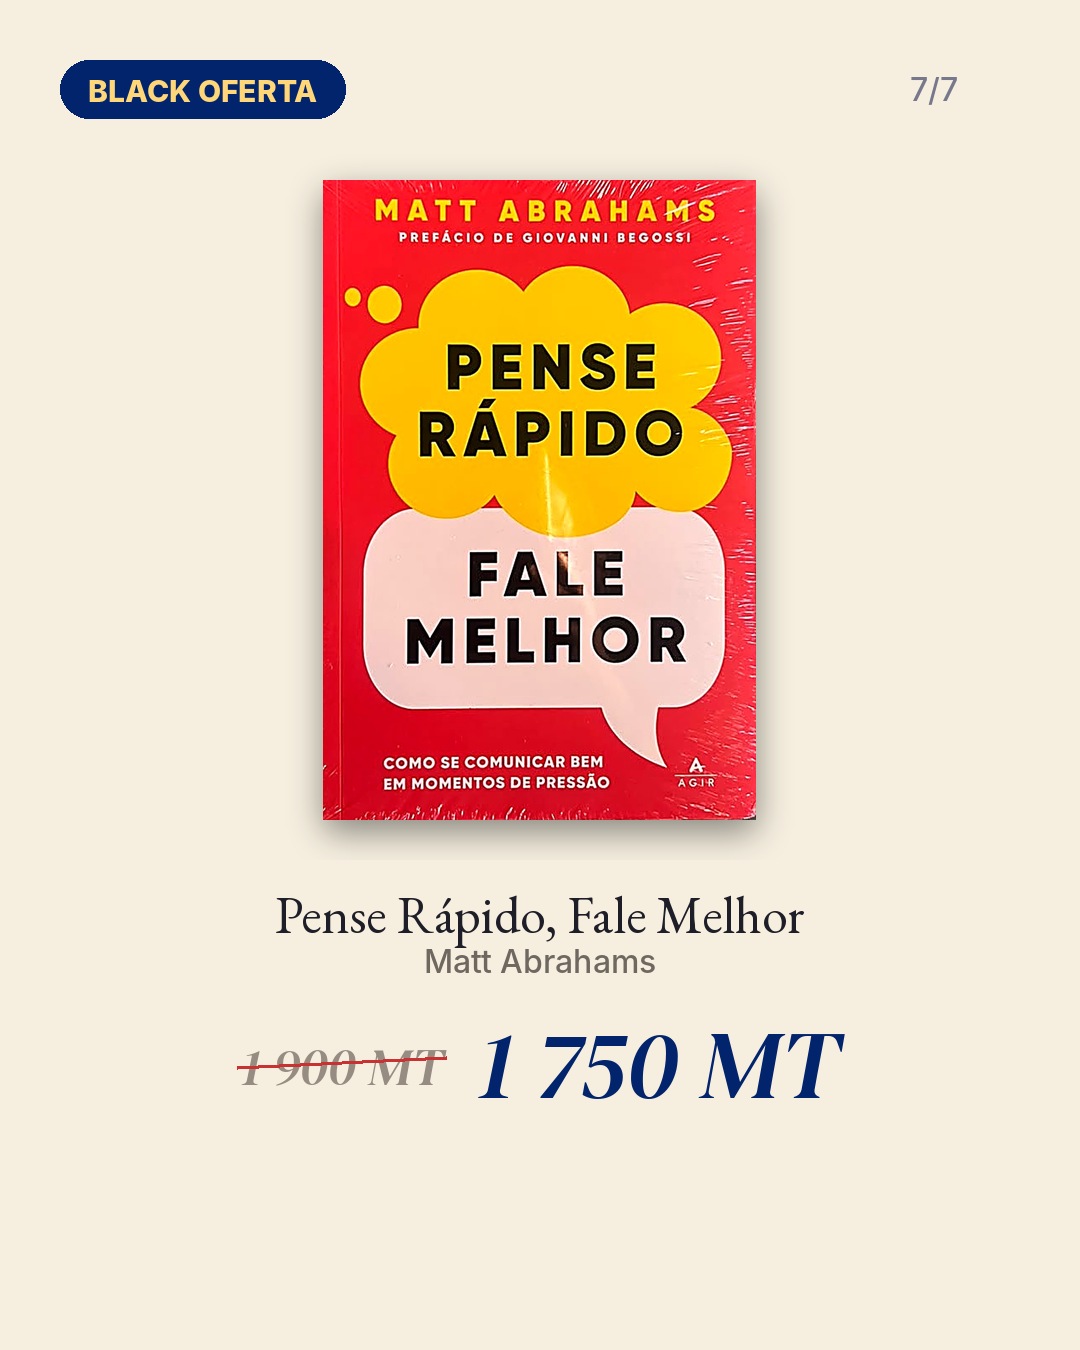 BLACK OFERTA
7/7
MATT ABRAHAMS
PREFÁCIO DE GIOVANNI BEGOSSI
PENSE
RÁPIDO
FALE
MELHOR
COMO SE COMUNICAR BEM
EM MOMENTOS DE PRESSÃO
A
AGIR
Pense Rápido, Fale Melhor
Matt Abrahams
1 900 MT 1 750 MT